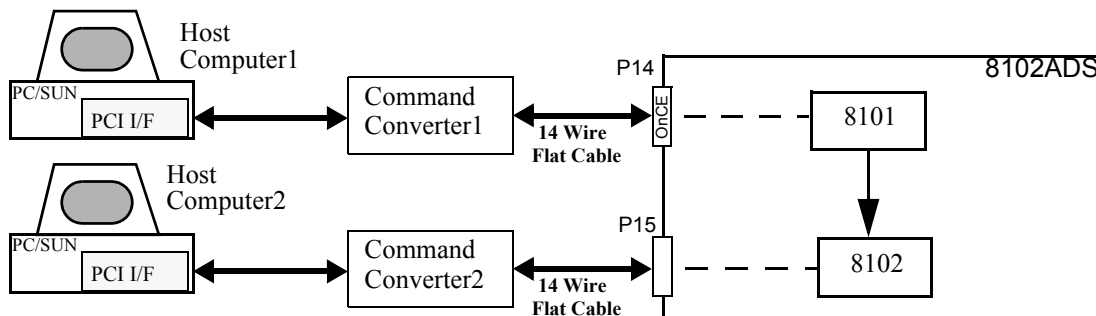 Host
Computer1
PC/SUN
PCI I/F
Command
Converter1
14 Wire
Flat Cable
P14
OnCE
8102ADS
8101
Host
Computer2
PC/SUN
PCI I/F
Command
Converter2
14 Wire
Flat Cable
P15
8102